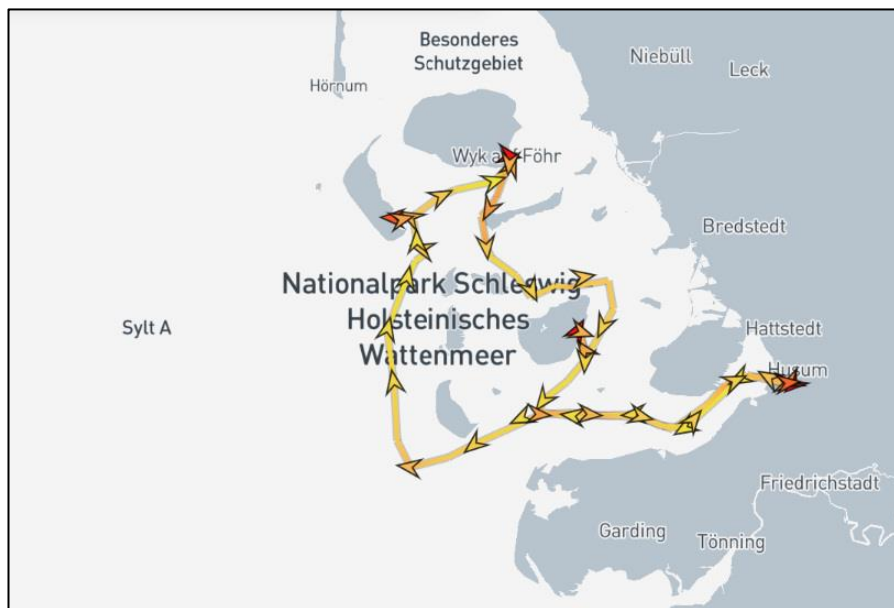 Besonderes
Schutzgebiet
Niebüll
Leck
Hörnum
Wyk auf Föhr
Bredstedt
Nationalpark Schleswig-
Holsteinisches
Wattenmeer
Sylt A
Hattstedt
Husum
Friedrichstadt
Garding
Tönning